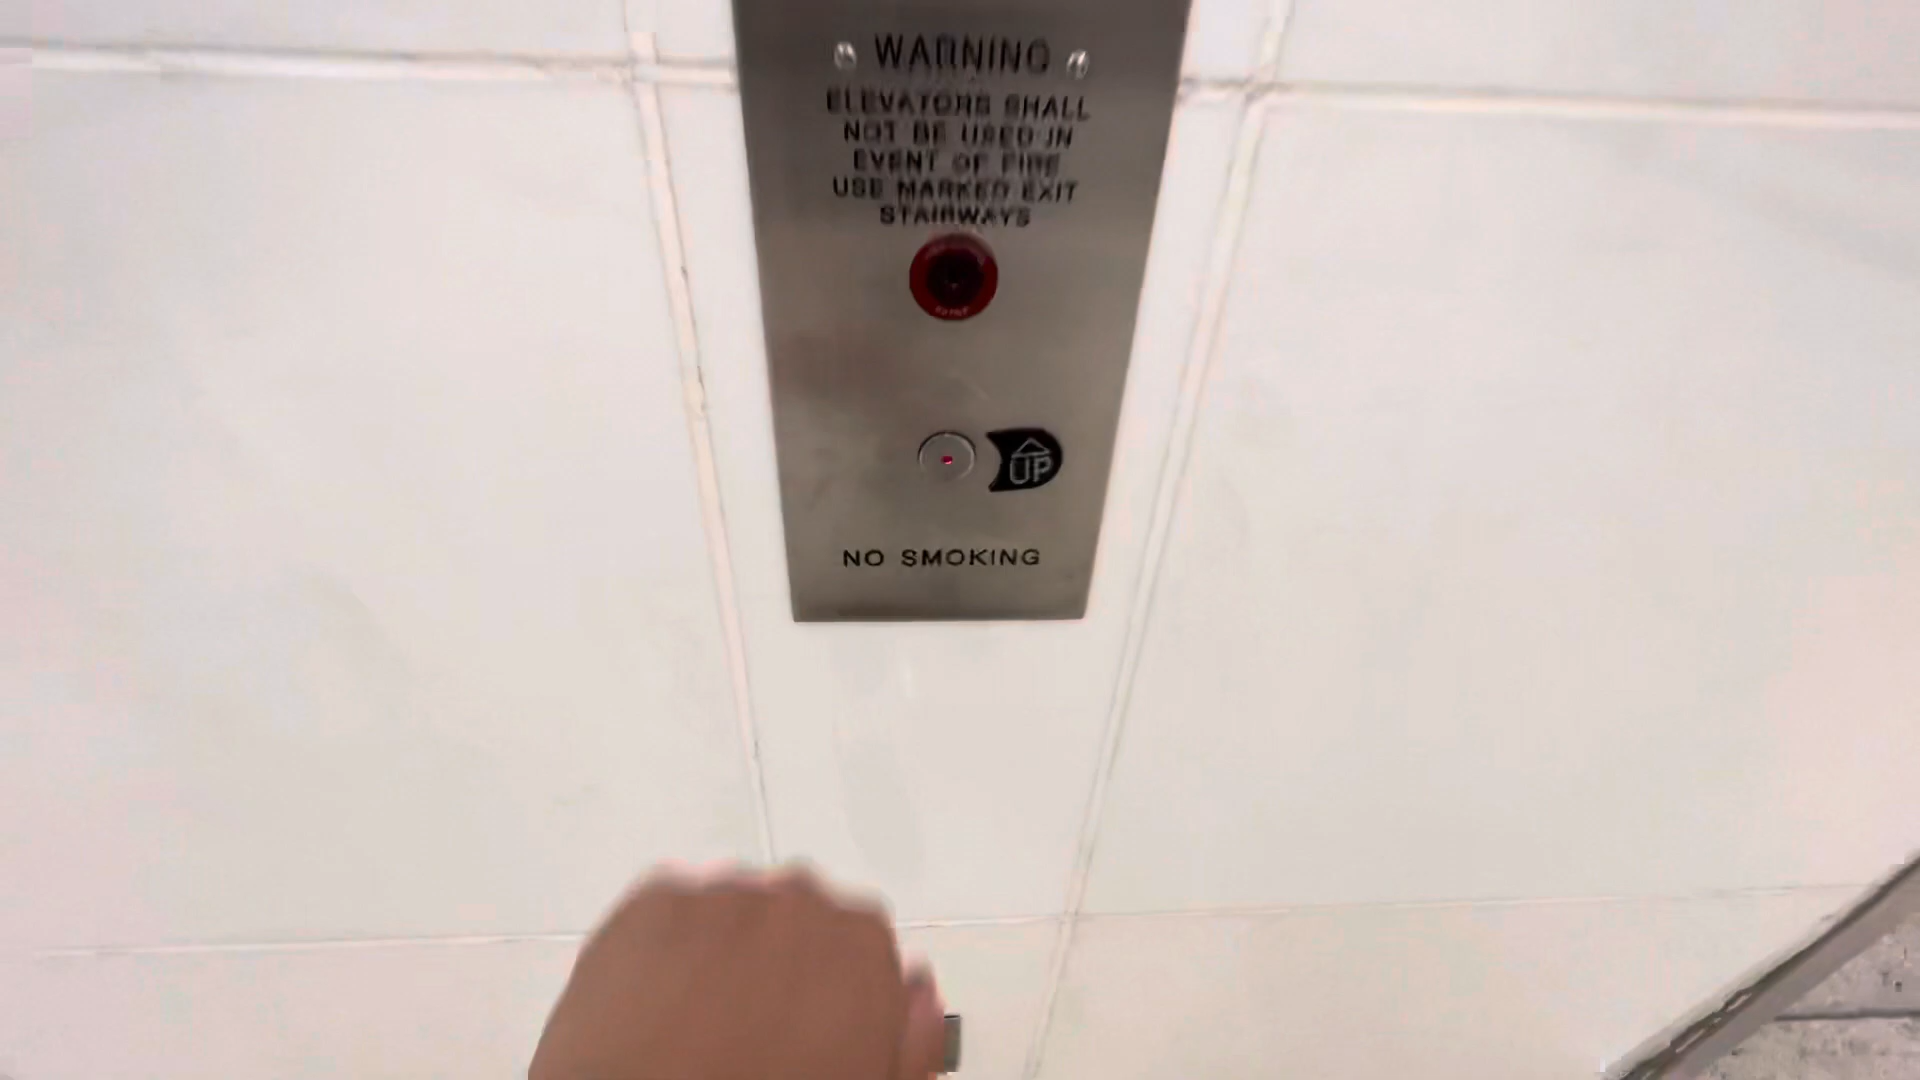 WARNING
ELEVATORS SHALL
NOT BE USED IN
EVENT OF FIRE
USE MARKED EXIT
STAIRWAYS
UP
NO SMOKING